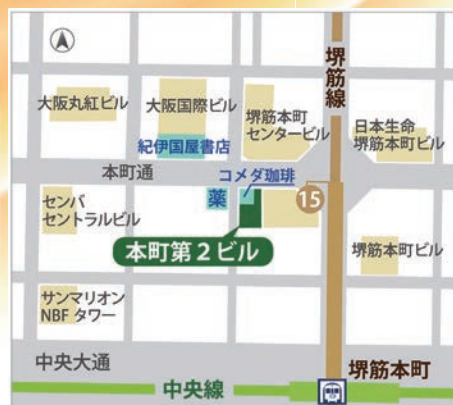 堺筋線
大阪丸紅ビル
大阪国際ビル
紀伊国屋書店
堺筋本町
センタービル
日本生命
堺筋本町ビル
本町通
コメダ珈琲
薬
15
センバ
セントラルビル
本町第2ビル
堺筋本町ビル
サンマリオン
NBFタワー
中央大通
堺筋本町
中央線